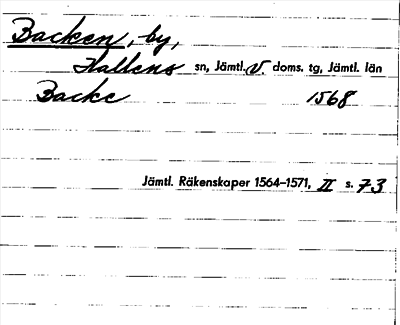 Backen, by,
Hallens sn, Jämtl. v. doms. tg, Jämtl. län
Backe 1568
Jämtl. Räkenskaper 1564–1571, II s. 73